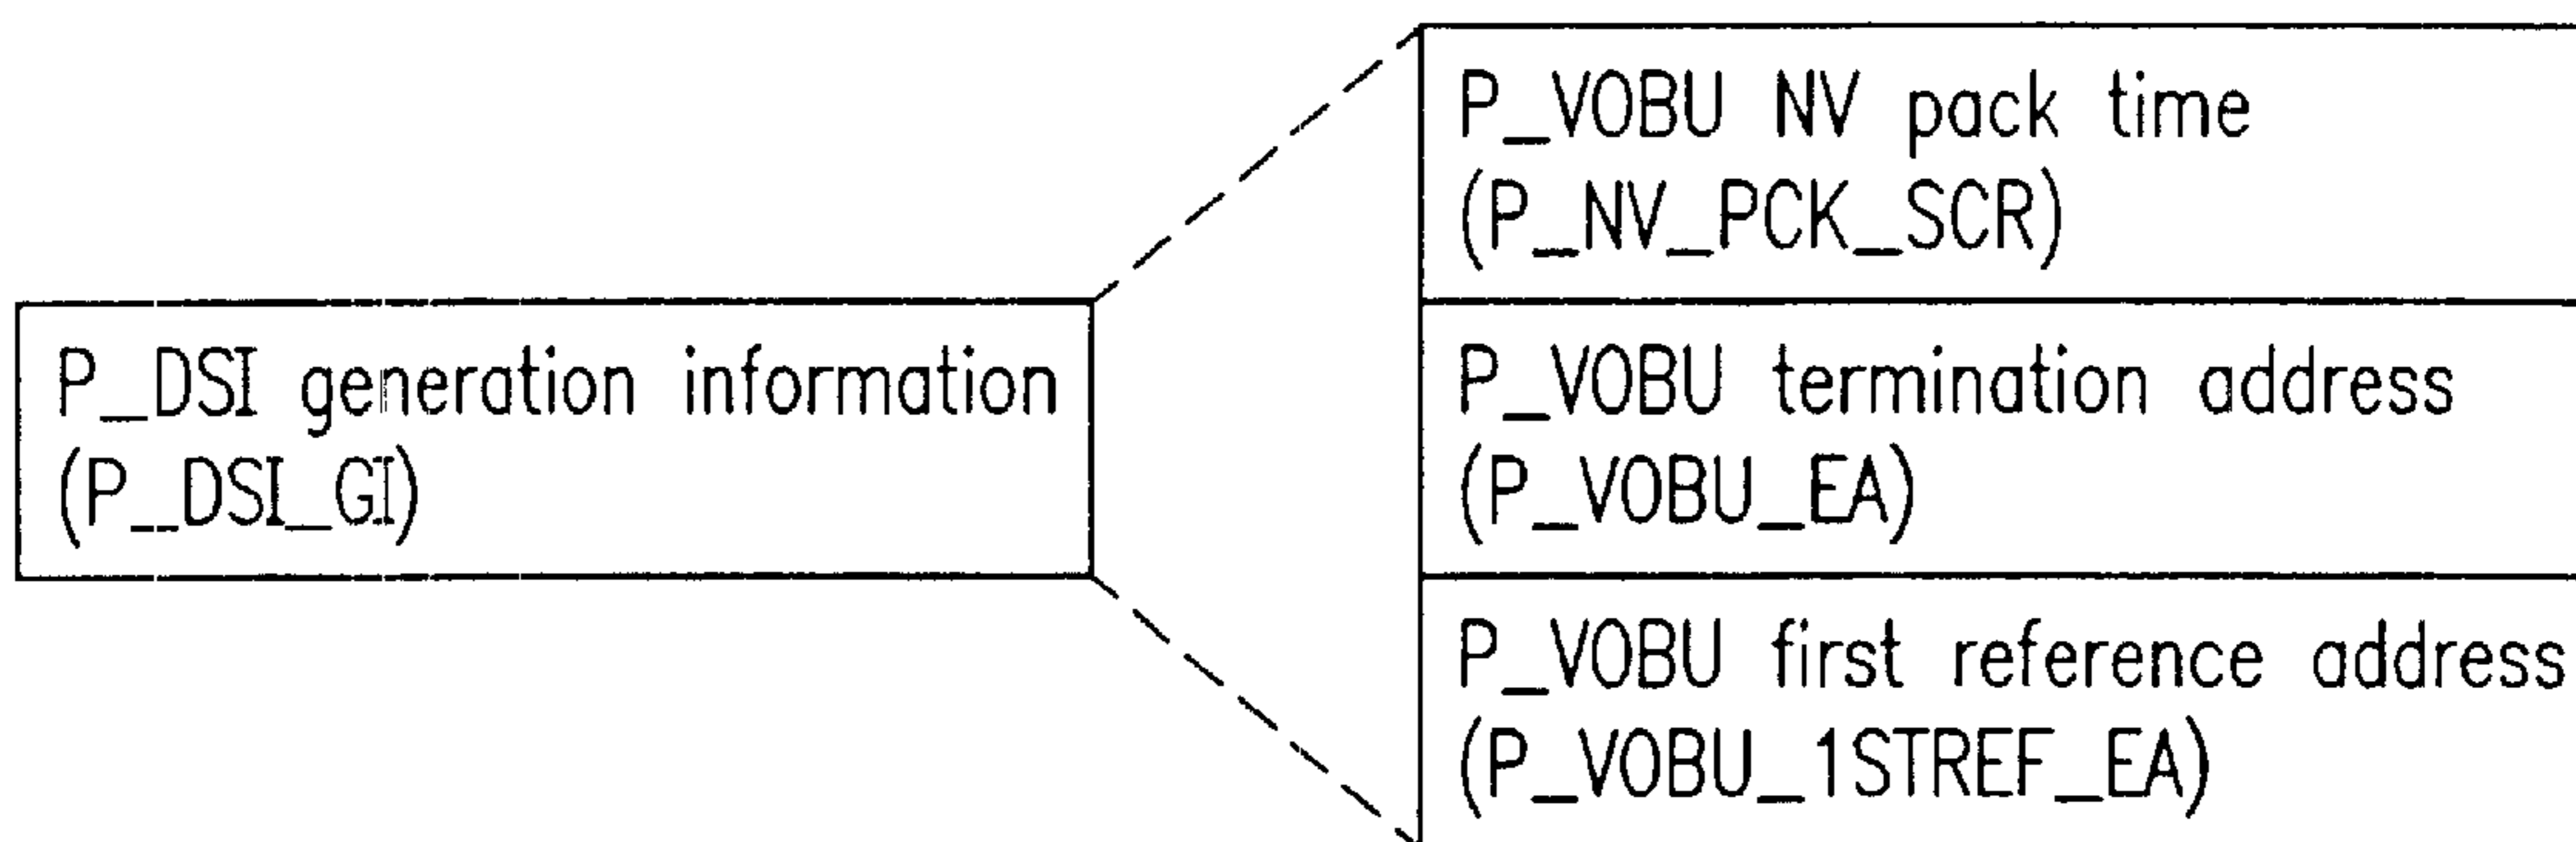 P_DSI generation information
(P_DSI_GI)
P_VOBU NV pack time
(P_NV_PCK_SCR)
P_VOBU termination address
(P_VOBU_EA)
P_VOBU first reference address
(P_VOBU_1STREF_EA)